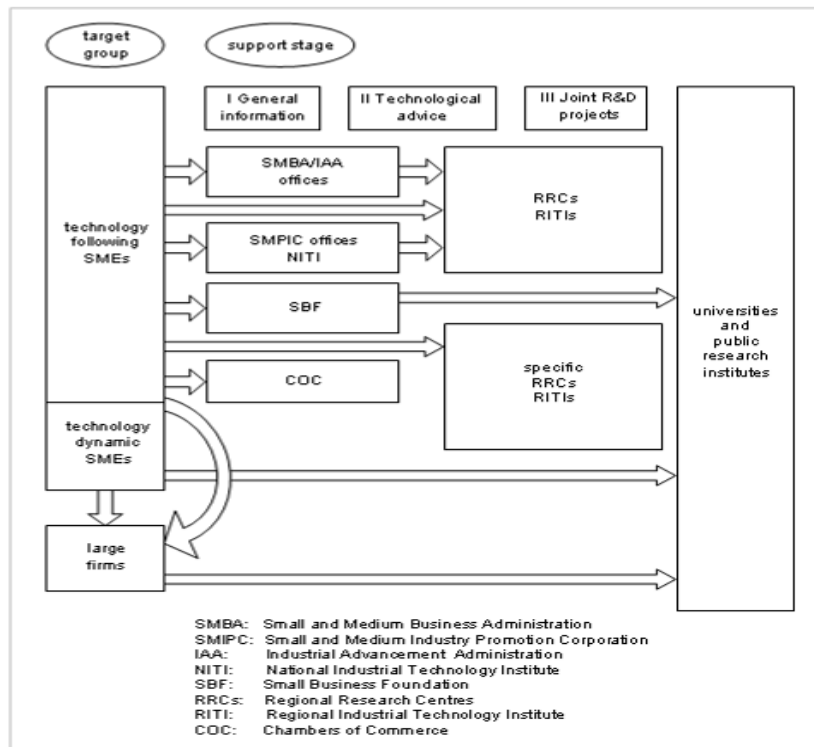 target
group
support stage
I General
information
II Technological
advice
III Joint R&D
projects
SMBA/IAA
offices
RRCs
RITIs
technology
following
SMEs
SMPIC offices
NITI
SBF
universities
and
public
research
institutes
specific
RRCs
RITIs
COC
technology
dynamic
SMEs
large
firms
SMBA: Small and Medium Business Administration
SMIPC: Small and Medium Industry Promotion Corporation
IAA: Industrial Advancement Administration
NITI: National Industrial Technology Institute
SBF: Small Business Foundation
RRCs: Regional Research Centres
RITI: Regional Industrial Technology Institute
COC: Chambers of Commerce